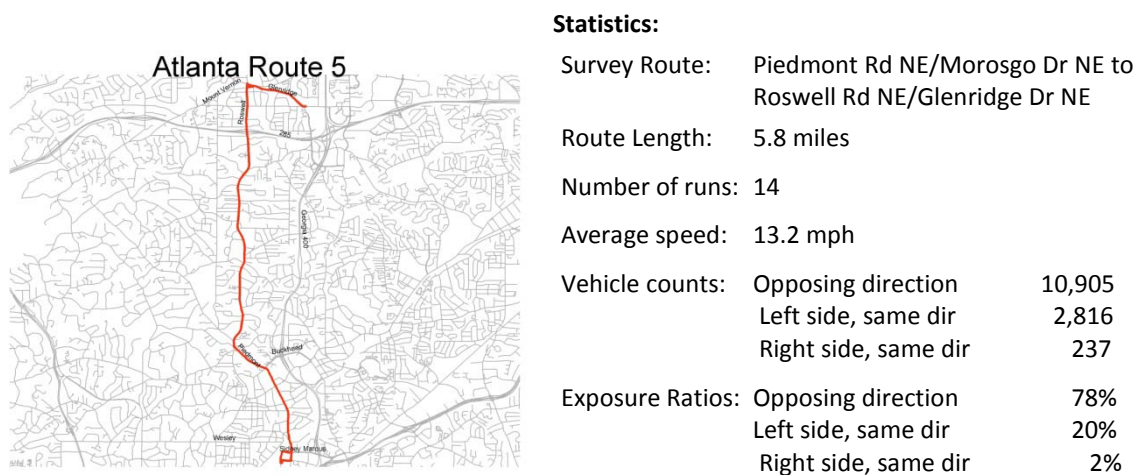 Atlanta Route 5
Mount Vernon
Glenridge
Roswell
285
Georgia 400
Piedmont
Buckhead
Wesley
Sidney Marcus
Statistics:
Survey Route: Piedmont Rd NE/Morosgo Dr NE to
Roswell Rd NE/Glenridge Dr NE
Route Length: 5.8 miles
Number of runs: 14
Average speed: 13.2 mph
Vehicle counts: Opposing direction 10,905
Left side, same dir 2,816
Right side, same dir 237
Exposure Ratios: Opposing direction 78%
Left side, same dir 20%
Right side, same dir 2%